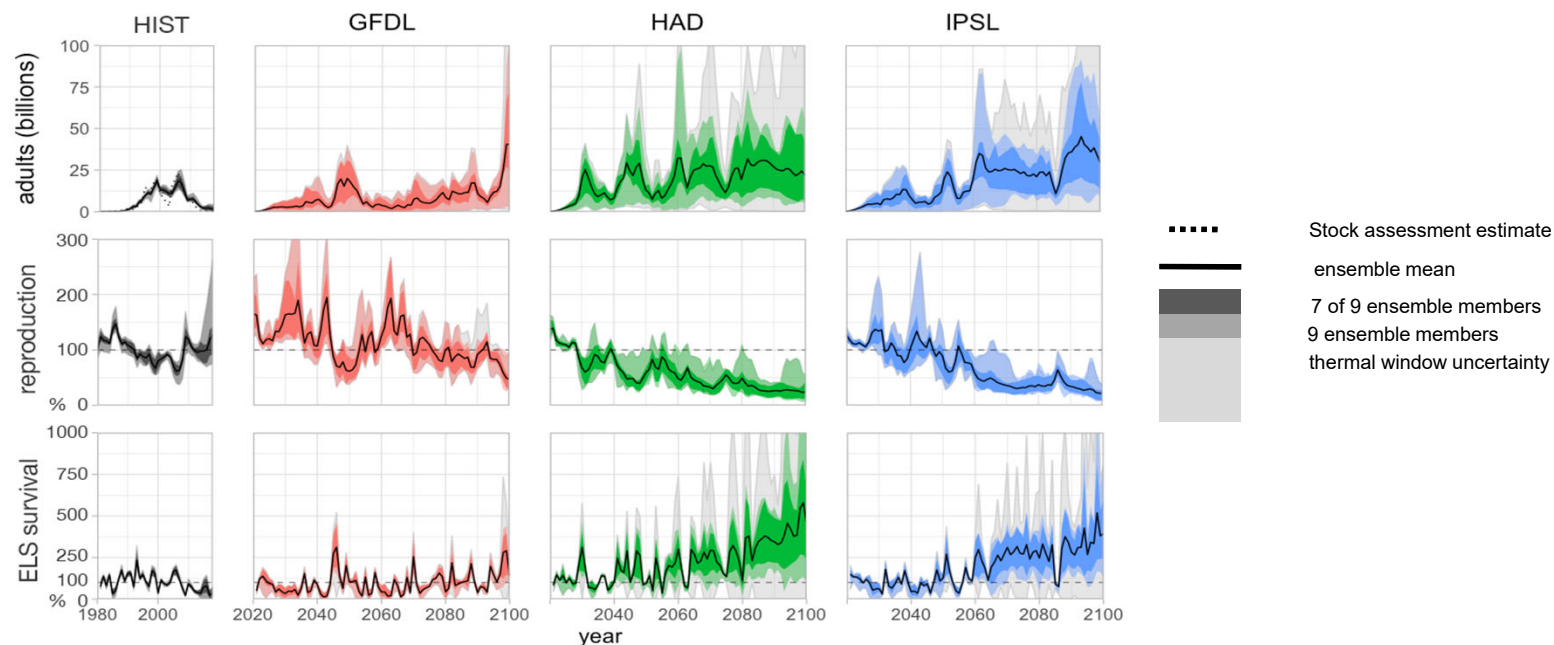 HIST GFDL HAD IPSL
adults (billions)
100
75
50
25
0
reproduction
300
200
100
% 0
ELS survival
1000
750
500
250
100
% 0
1980 2000 2020 2040 2060 2080 2100 2040 2060 2080 2100 2040 2060 2080 2100
year
Stock assessment estimate
ensemble mean
7 of 9 ensemble members
9 ensemble members
thermal window uncertainty